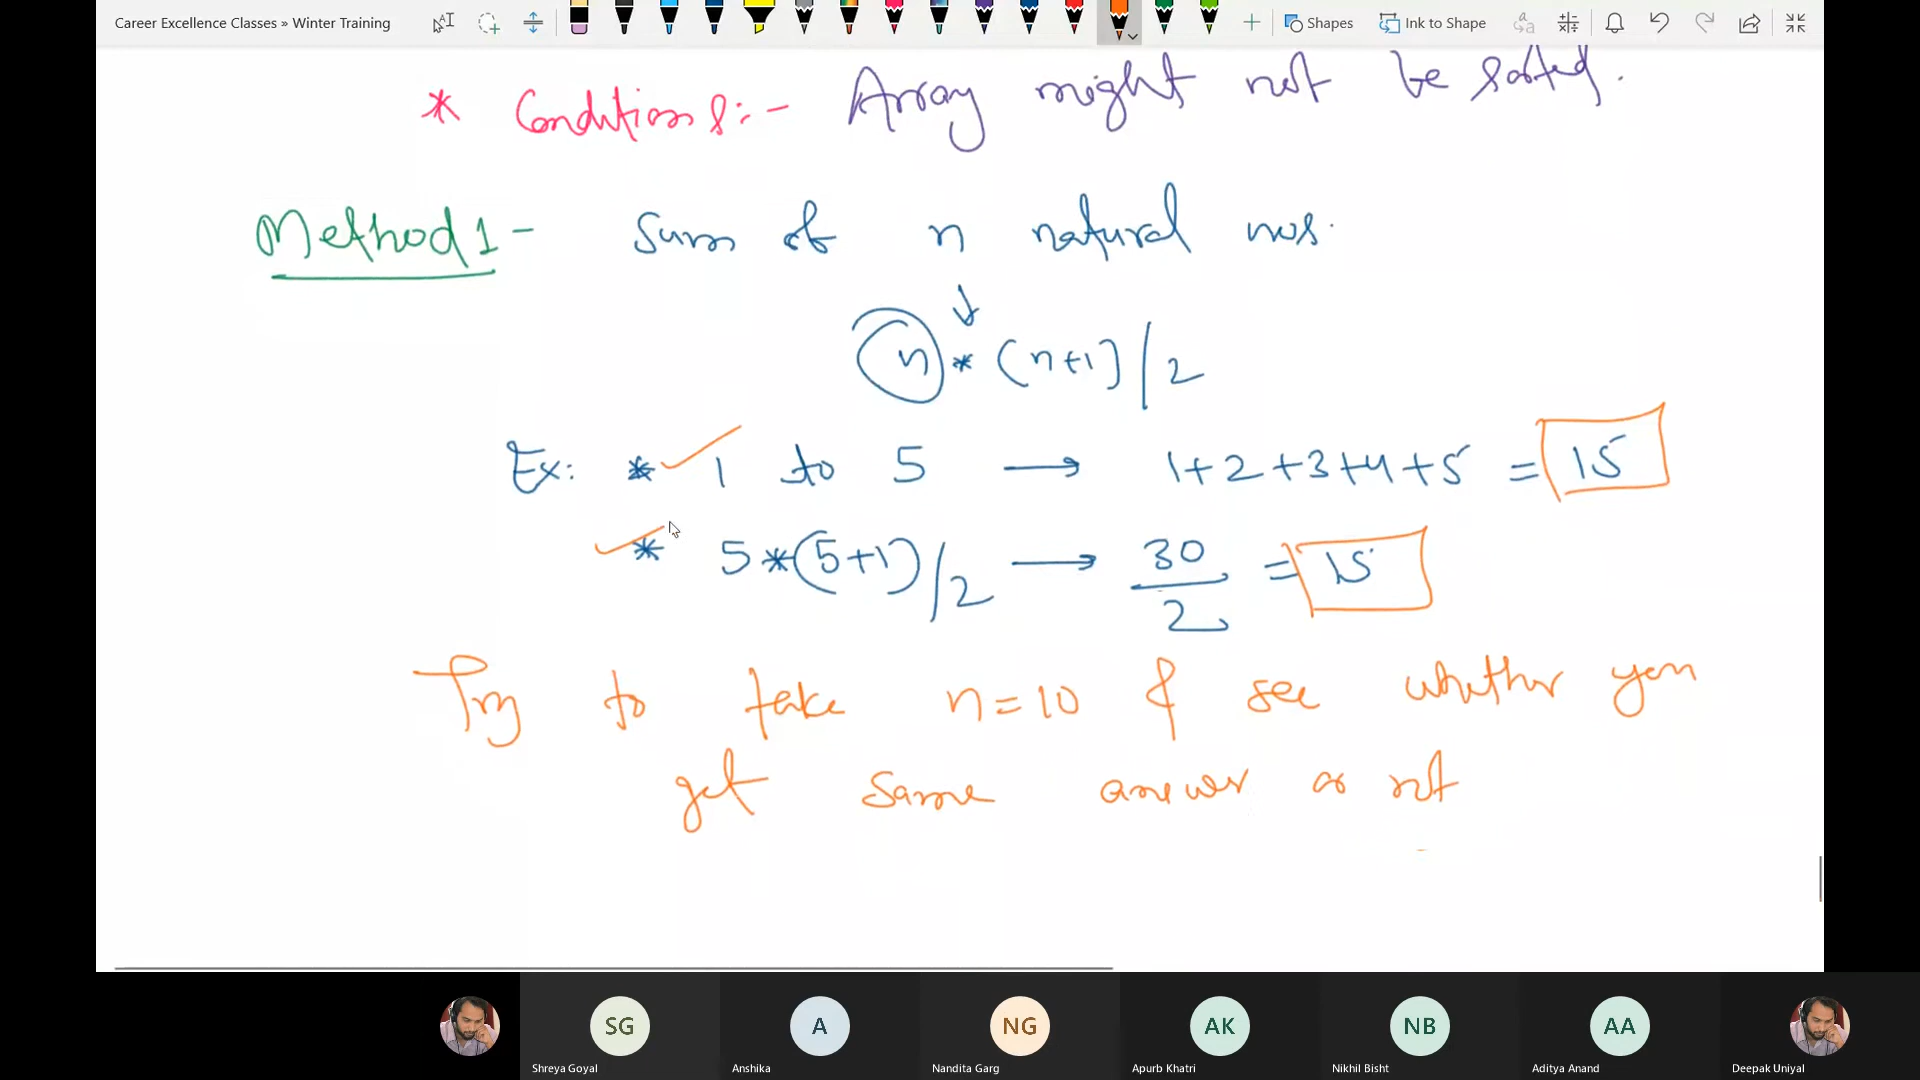 Career Excellence Classes » Winter Training
Shapes
Ink to Shape
* Conditions:- Array might not be sorted.
Method 1 - Sum of n natural nos.
n * (n+1) / 2
Ex: * 1 to 5 → 1+2+3+4+5 = 15
* 5*(5+1)/2 → 30/2 = 15
Try to take n=10 & see whether you
get same answer or not
SG
A
NG
AK
NB
AA
Shreya Goyal
Anshika
Nandita Garg
Apurb Khatri
Nikhil Bisht
Aditya Anand
Deepak Uniyal